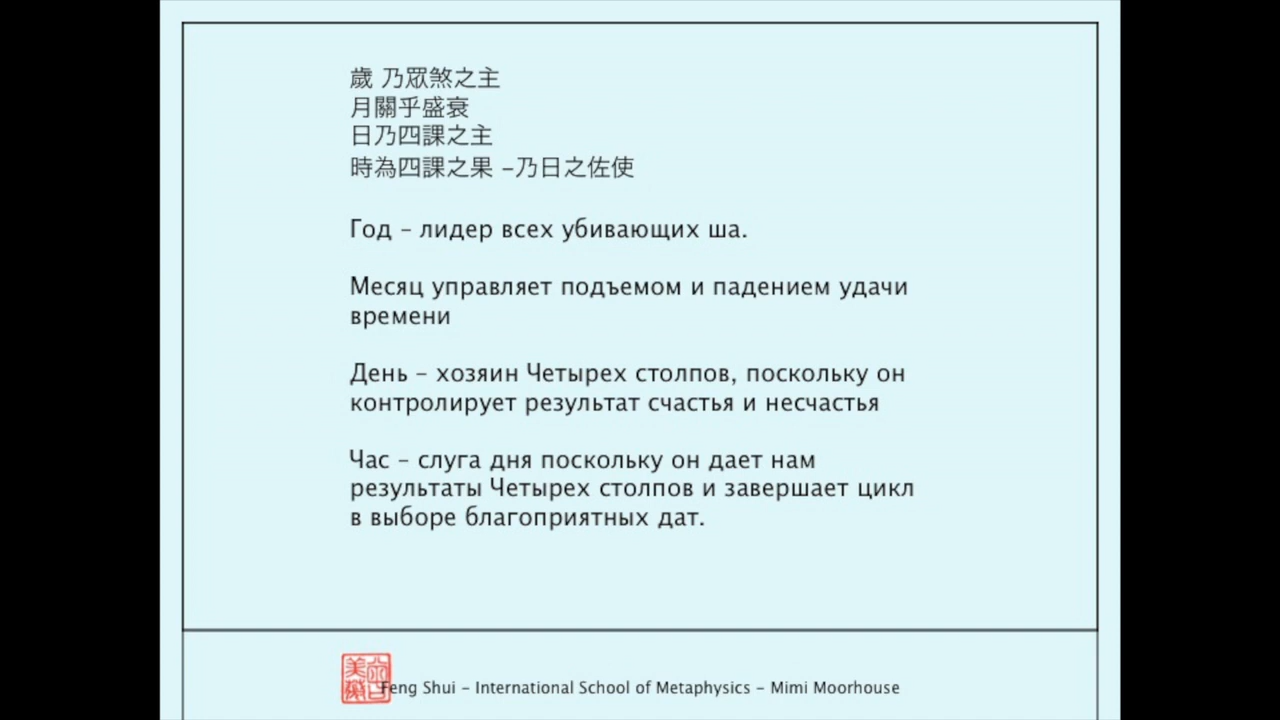 歲 乃眾煞之主
月關乎盛衰
日乃四課之主
時為四課之果 –乃日之佐使
Год – лидер всех убивающих ша.
Месяц управляет подъемом и падением удачи
времени
День – хозяин Четырех столпов, поскольку он
контролирует результат счастья и несчастья
Час – слуга дня поскольку он дает нам
результаты Четырех столпов и завершает цикл
в выборе благоприятных дат.
Feng Shui – International School of Metaphysics – Mimi Moorhouse